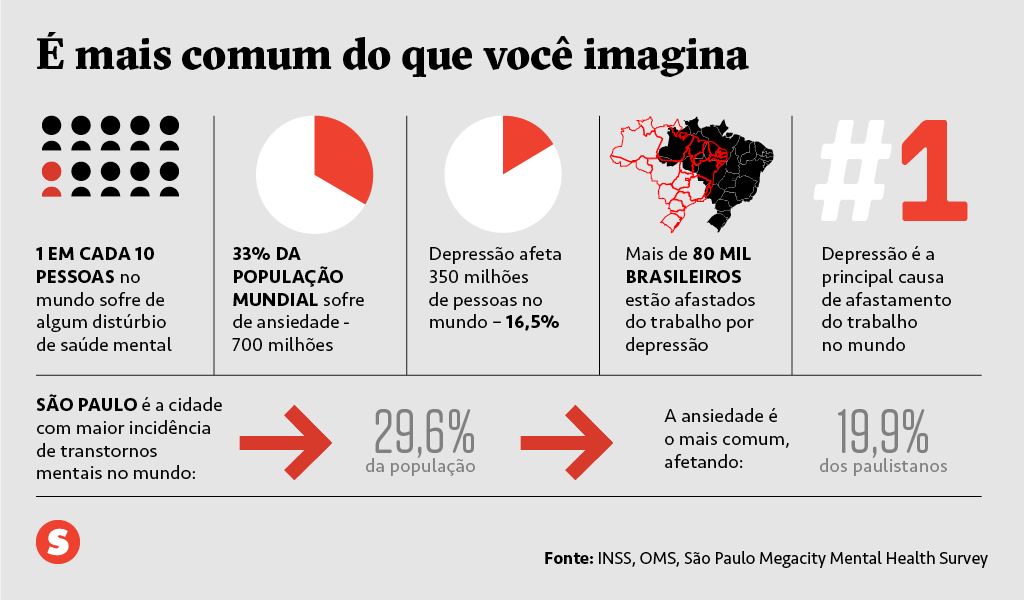 É mais comum do que você imagina
#1
1 EM CADA 10
PESSOAS no
mundo sofre de
algum distúrbio
de saúde mental
33% DA
POPULAÇÃO
MUNDIAL sofre
de ansiedade -
700 milhões
Depressão afeta
350 milhões
de pessoas no
mundo – 16,5%
Mais de 80 MIL
BRASILEIROS
estão afastados
do trabalho por
depressão
Depressão é a
principal causa
de afastamento
do trabalho
no mundo
SÃO PAULO é a cidade
com maior incidência
de transtornos
mentais no mundo:
29,6%
da população
A ansiedade é
o mais comum,
afetando:
19,9%
dos paulistanos
S
Fonte: INSS, OMS, São Paulo Megacity Mental Health Survey